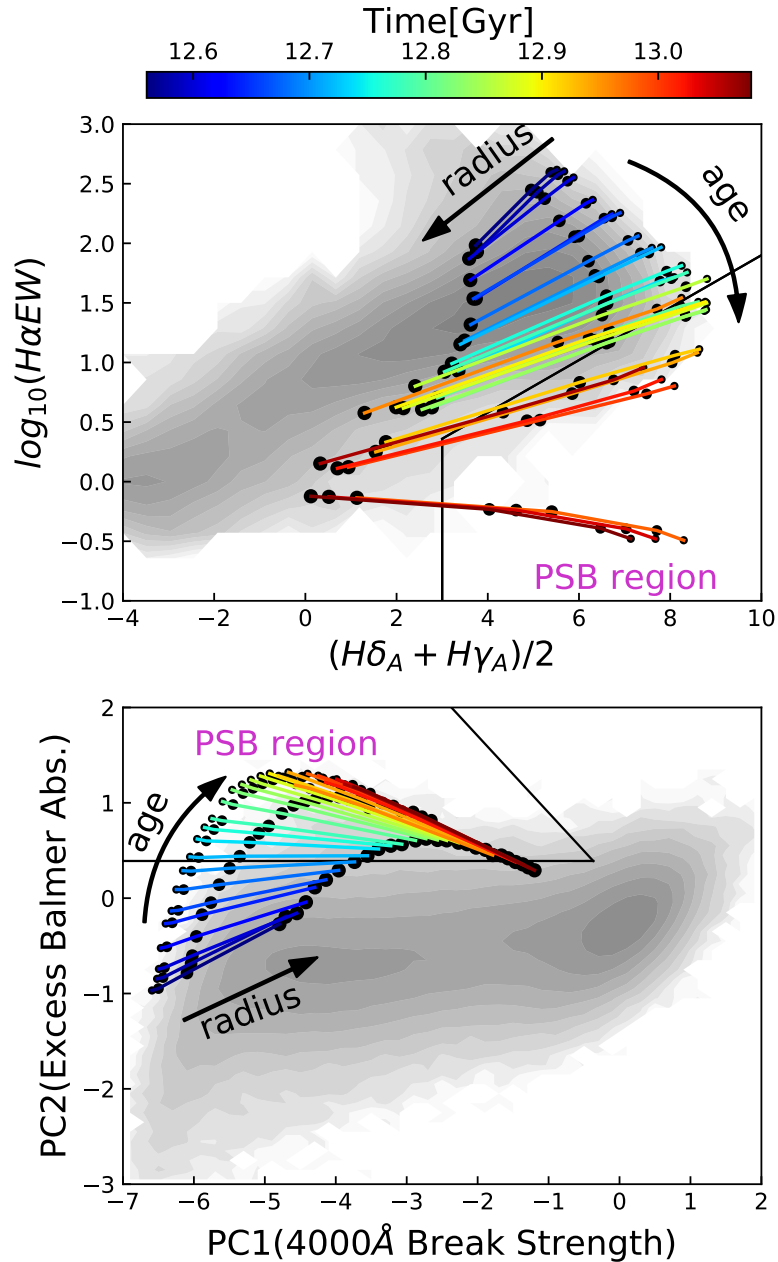 Time[Gyr]
12.6 12.7 12.8 12.9 13.0
3.0
2.5
2.0
1.5
1.0
0.5
0.0
−0.5
−1.0
log10(HαEW)
radius
age
PSB region
−4 −2 0 2 4 6 8 10
(HδA + HγA)/2
2
1
0
−1
−2
−3
PC2(Excess Balmer Abs.)
PSB region
age
radius
−7 −6 −5 −4 −3 −2 −1 0 1 2
PC1(4000Å Break Strength)